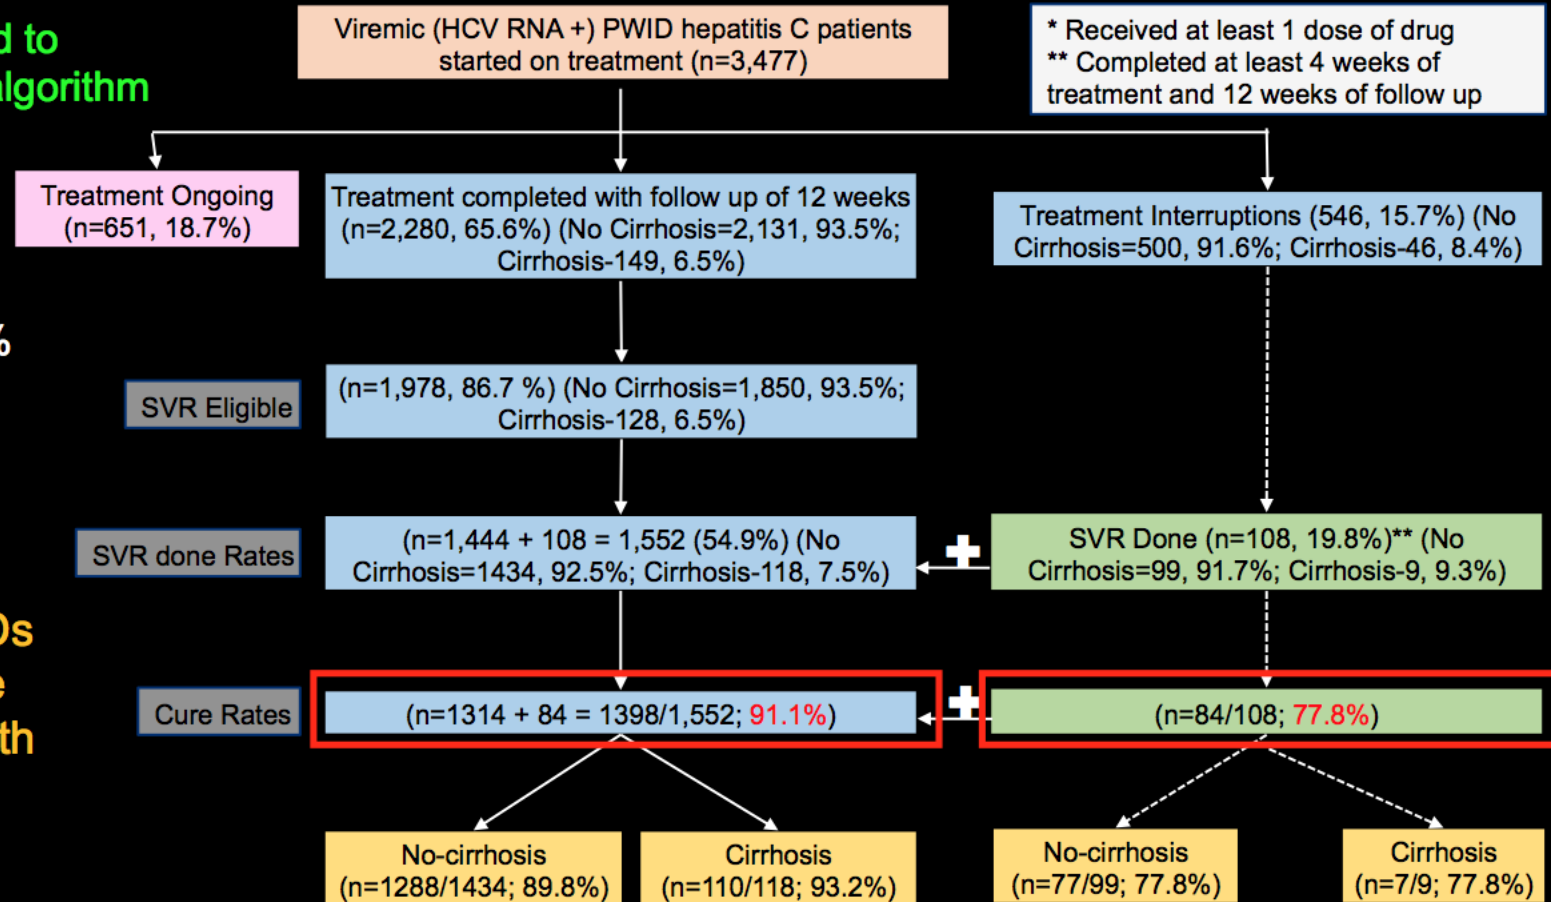 d to
algorithm
Viremic (HCV RNA +) PWID hepatitis C patients
started on treatment (n=3,477)
* Received at least 1 dose of drug
** Completed at least 4 weeks of
treatment and 12 weeks of follow up
Treatment Ongoing
(n=651, 18.7%)
Treatment completed with follow up of 12 weeks
(n=2,280, 65.6%) (No Cirrhosis=2,131, 93.5%;
Cirrhosis-149, 6.5%)
Treatment Interruptions (546, 15.7%) (No
Cirrhosis=500, 91.6%; Cirrhosis-46, 8.4%)
%
SVR Eligible
(n=1,978, 86.7 %) (No Cirrhosis=1,850, 93.5%;
Cirrhosis-128, 6.5%)
SVR done Rates
(n=1,444 + 108 = 1,552 (54.9%) (No
Cirrhosis=1434, 92.5%; Cirrhosis-118, 7.5%)
SVR Done (n=108, 19.8%)** (No
Cirrhosis=99, 91.7%; Cirrhosis-9, 9.3%)
Ds
e
th
Cure Rates
(n=1314 + 84 = 1398/1,552; 91.1%)
(n=84/108; 77.8%)
No-cirrhosis
(n=1288/1434; 89.8%)
Cirrhosis
(n=110/118; 93.2%)
No-cirrhosis
(n=77/99; 77.8%)
Cirrhosis
(n=7/9; 77.8%)